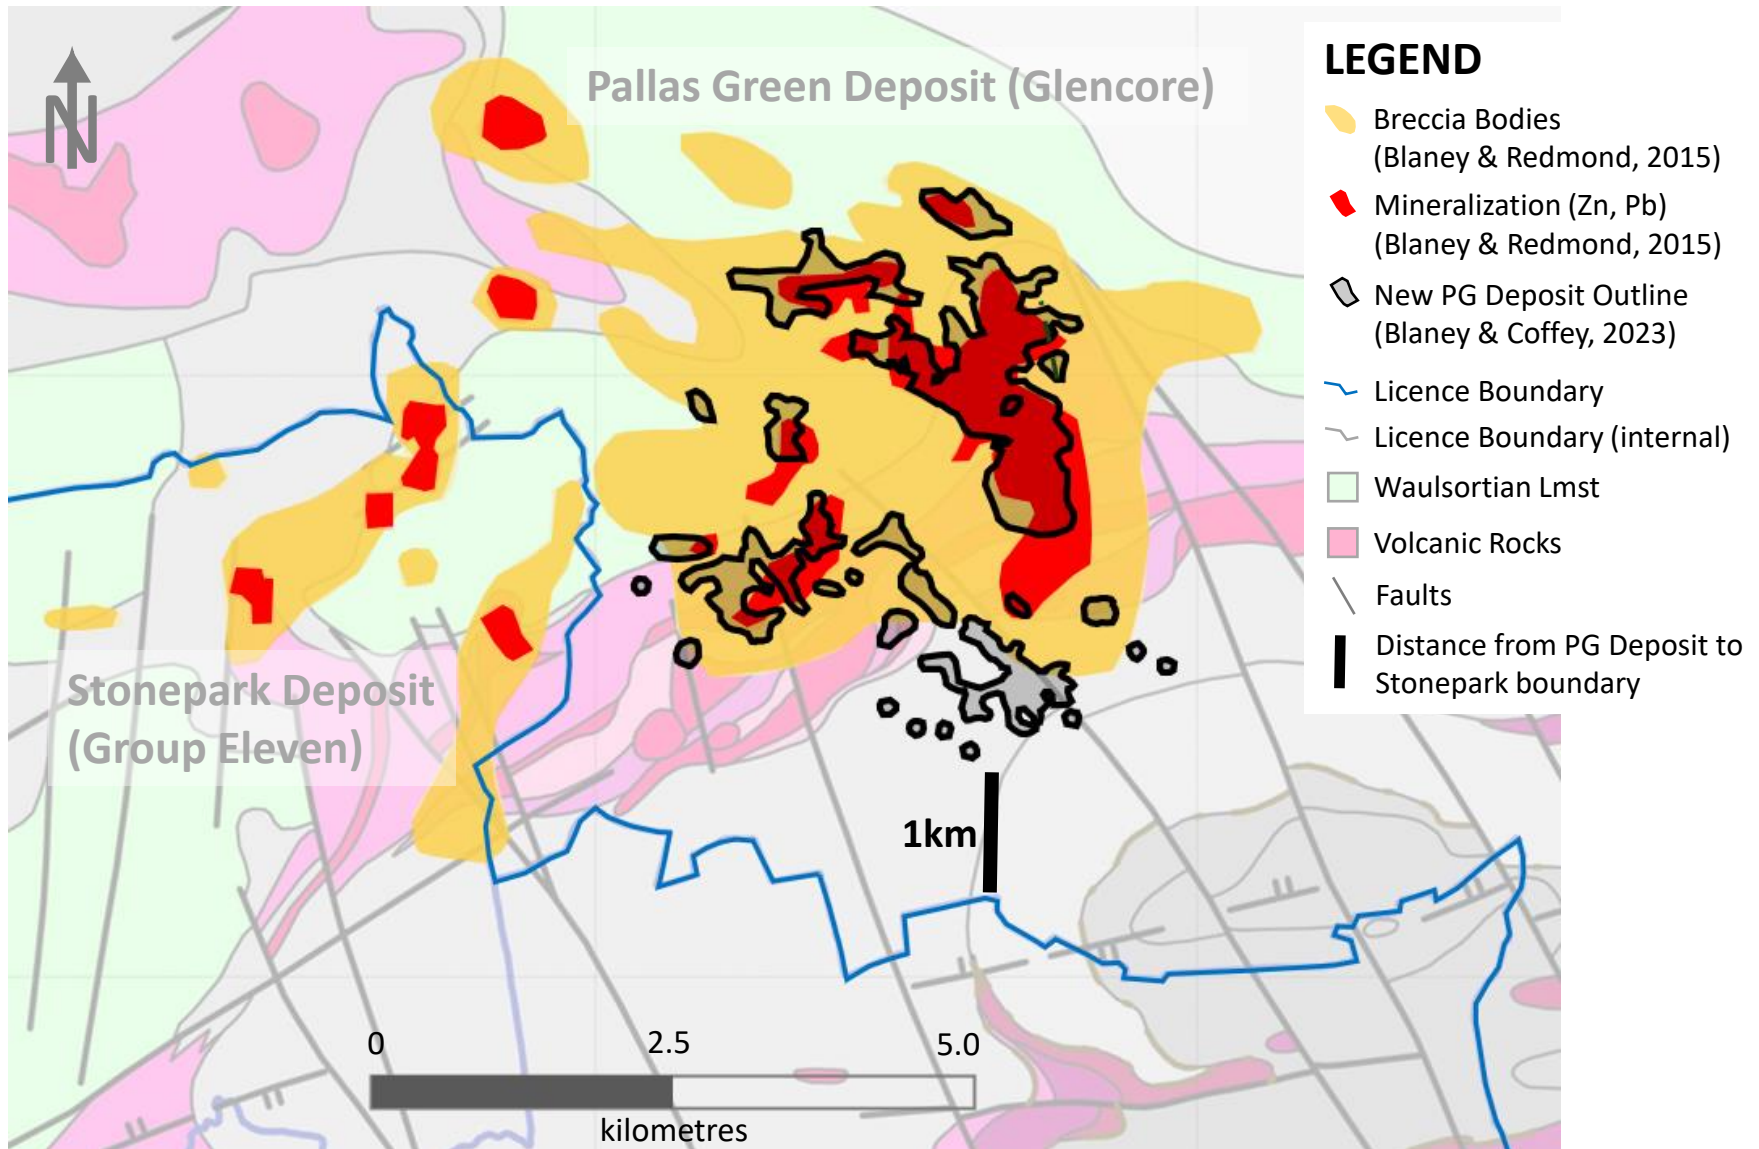 N
Pallas Green Deposit (Glencore)
Stonepark Deposit
(Group Eleven)
1km
0 2.5 5.0
kilometres
LEGEND
Breccia Bodies
(Blaney & Redmond, 2015)
Mineralization (Zn, Pb)
(Blaney & Redmond, 2015)
New PG Deposit Outline
(Blaney & Coffey, 2023)
Licence Boundary
Licence Boundary (internal)
Waulsortian Lmst
Volcanic Rocks
Faults
Distance from PG Deposit to
Stonepark boundary